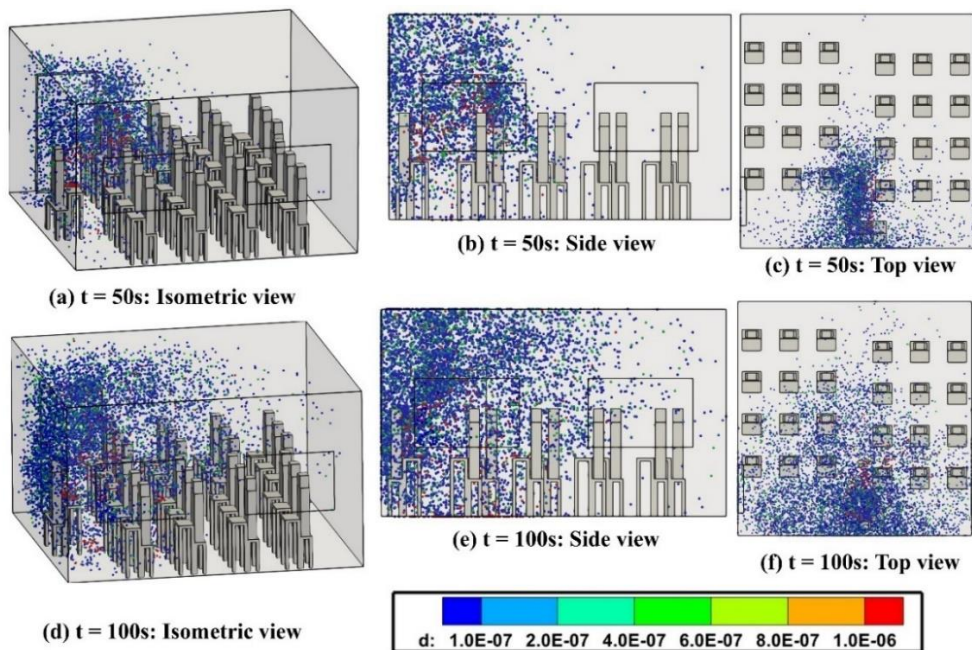 (a) t = 50s: Isometric view
(b) t = 50s: Side view
(c) t = 50s: Top view
(d) t = 100s: Isometric view
(e) t = 100s: Side view
(f) t = 100s: Top view
d: 1.0E-07 2.0E-07 4.0E-07 6.0E-07 8.0E-07 1.0E-06